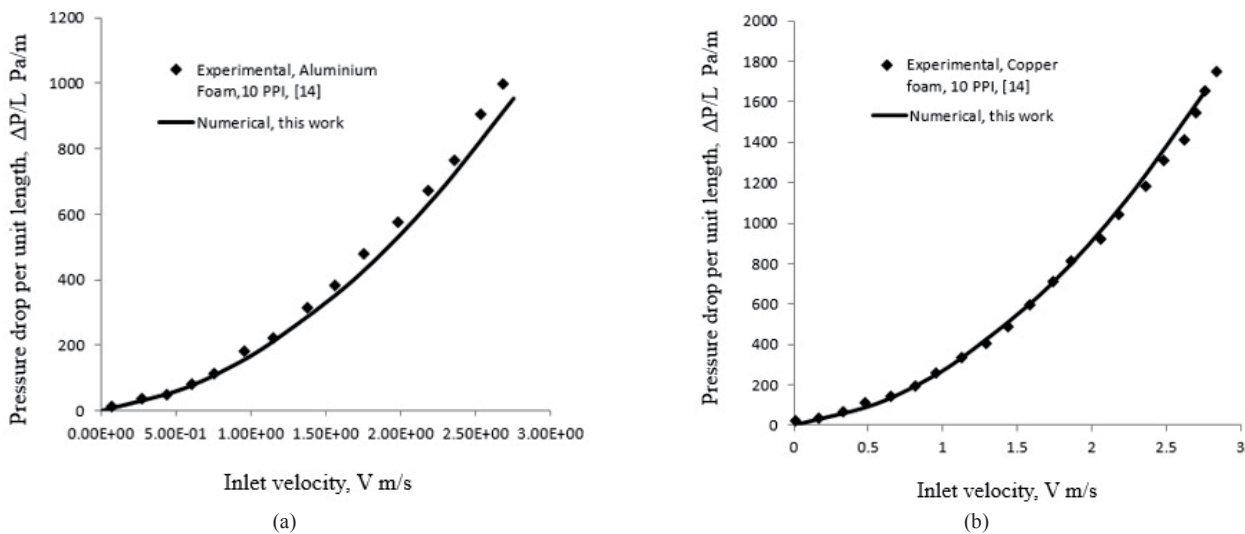 1200
1000
800
600
400
200
0
0.00E+00 5.00E-01 1.00E+00 1.50E+00 2.00E+00 2.50E+00 3.00E+00
Pressure drop per unit length, ΔP/L Pa/m
Experimental, Aluminium
Foam,10 PPI, [14]
Numerical, this work
Inlet velocity, V m/s
(a)
2000
1800
1600
1400
1200
1000
800
600
400
200
0
0 0.5 1 1.5 2 2.5 3
Pressure drop per unit length, ΔP/L Pa/m
Experimental, Copper
foam, 10 PPI, [14]
Numerical, this work
Inlet velocity, V m/s
(b)